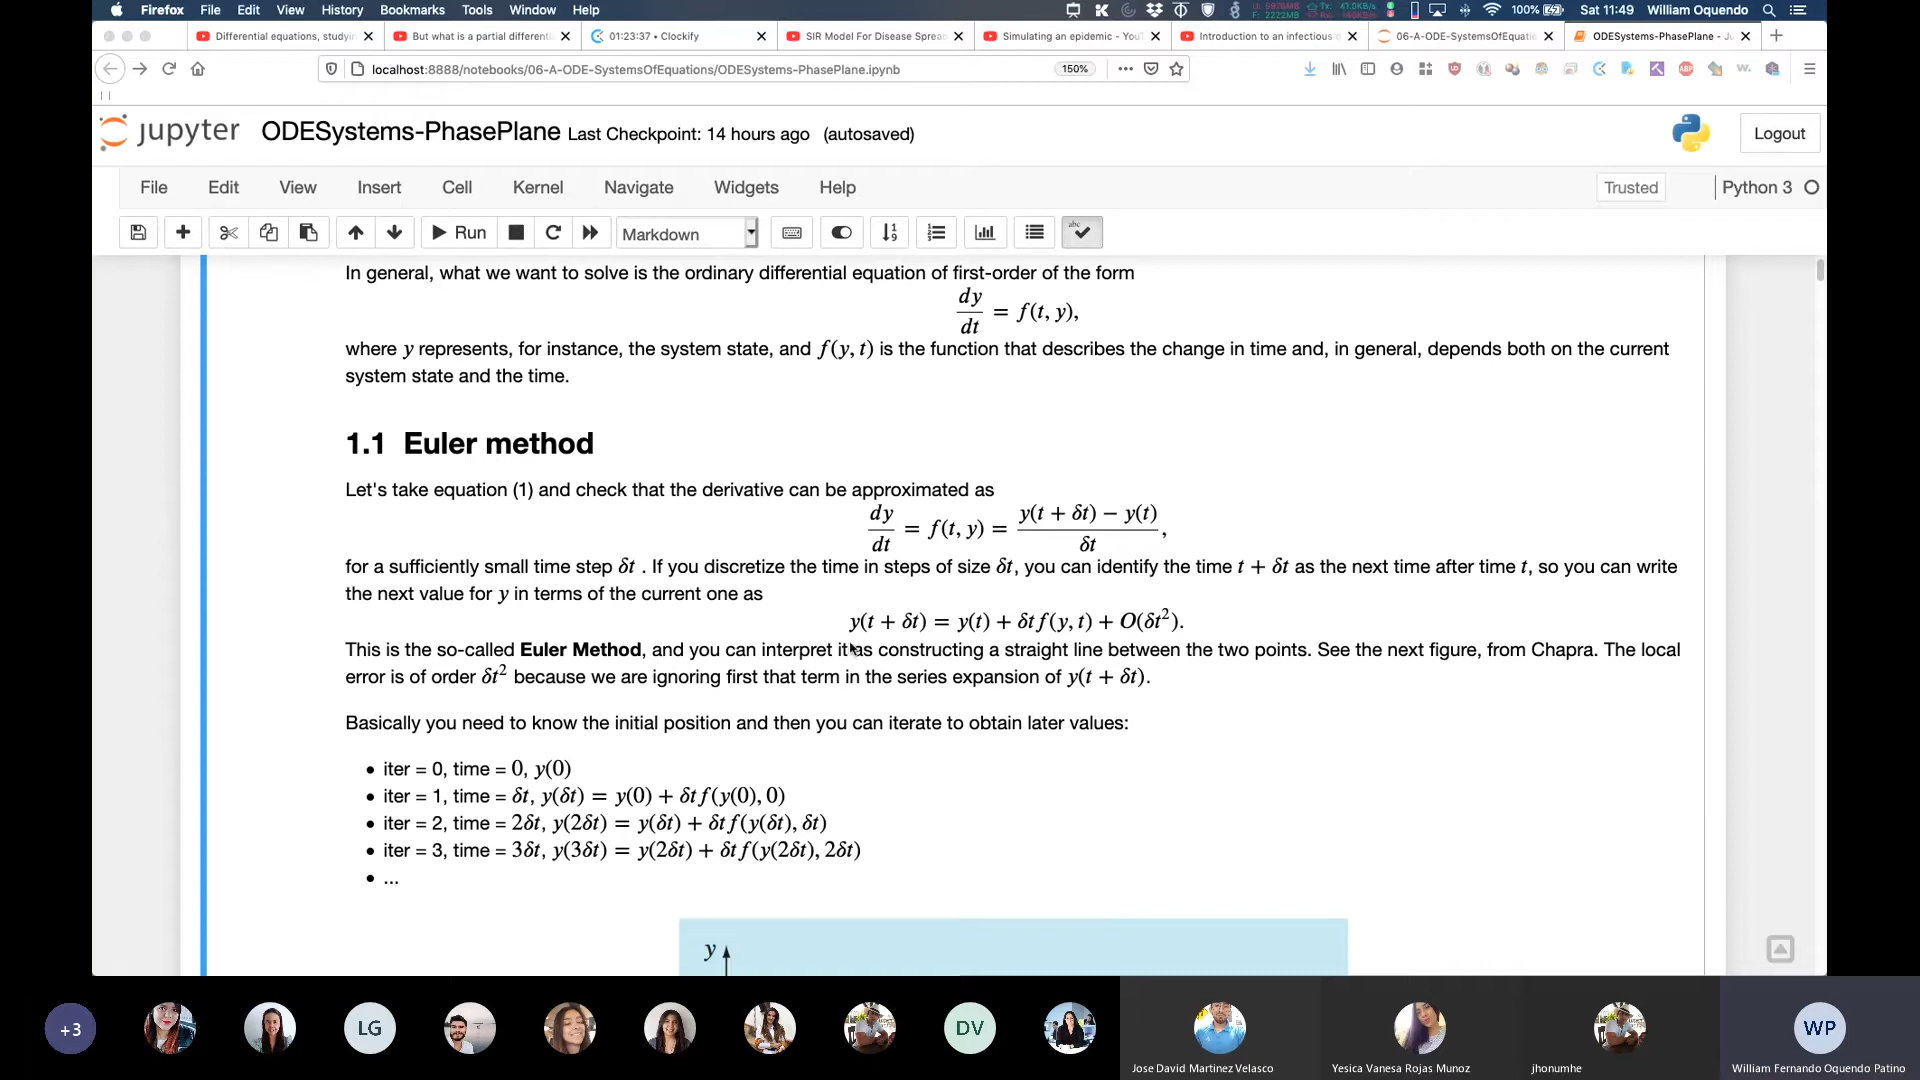 Firefox File Edit View History Bookmarks Tools Window Help 100% Sat 11:49 William Oquendo
Differential equations, studyin But what is a partial differenti 01:23:37 • Clockify SIR Model For Disease Sprea Simulating an epidemic - YouT Introduction to an infectious d 06-A-ODE-SystemsOfEquatio ODESystems-PhasePlane - Ju
localhost:8888/notebooks/06-A-ODE-SystemsOfEquations/ODESystems-PhasePlane.ipynb 150%
jupyter ODESystems-PhasePlane Last Checkpoint: 14 hours ago (autosaved) Logout
File Edit View Insert Cell Kernel Navigate Widgets Help Trusted Python 3
Run Markdown
In general, what we want to solve is the ordinary differential equation of first-order of the form
dy/dt = f(t, y),
where y represents, for instance, the system state, and f(y, t) is the function that describes the change in time and, in general, depends both on the current
system state and the time.
1.1 Euler method
Let's take equation (1) and check that the derivative can be approximated as
dy/dt = f(t, y) = (y(t + δt) − y(t))/δt,
for a sufficiently small time step δt . If you discretize the time in steps of size δt, you can identify the time t + δt as the next time after time t, so you can write
the next value for y in terms of the current one as
y(t + δt) = y(t) + δt f(y, t) + O(δt²).
This is the so-called Euler Method, and you can interpret it as constructing a straight line between the two points. See the next figure, from Chapra. The local
error is of order δt² because we are ignoring first that term in the series expansion of y(t + δt).
Basically you need to know the initial position and then you can iterate to obtain later values:
• iter = 0, time = 0, y(0)
• iter = 1, time = δt, y(δt) = y(0) + δt f(y(0), 0)
• iter = 2, time = 2δt, y(2δt) = y(δt) + δt f(y(δt), δt)
• iter = 3, time = 3δt, y(3δt) = y(2δt) + δt f(y(2δt), 2δt)
• ...
y
+3 LG DV WP
Jose David Martinez Velasco Yesica Vanesa Rojas Munoz jhonumhe William Fernando Oquendo Patino